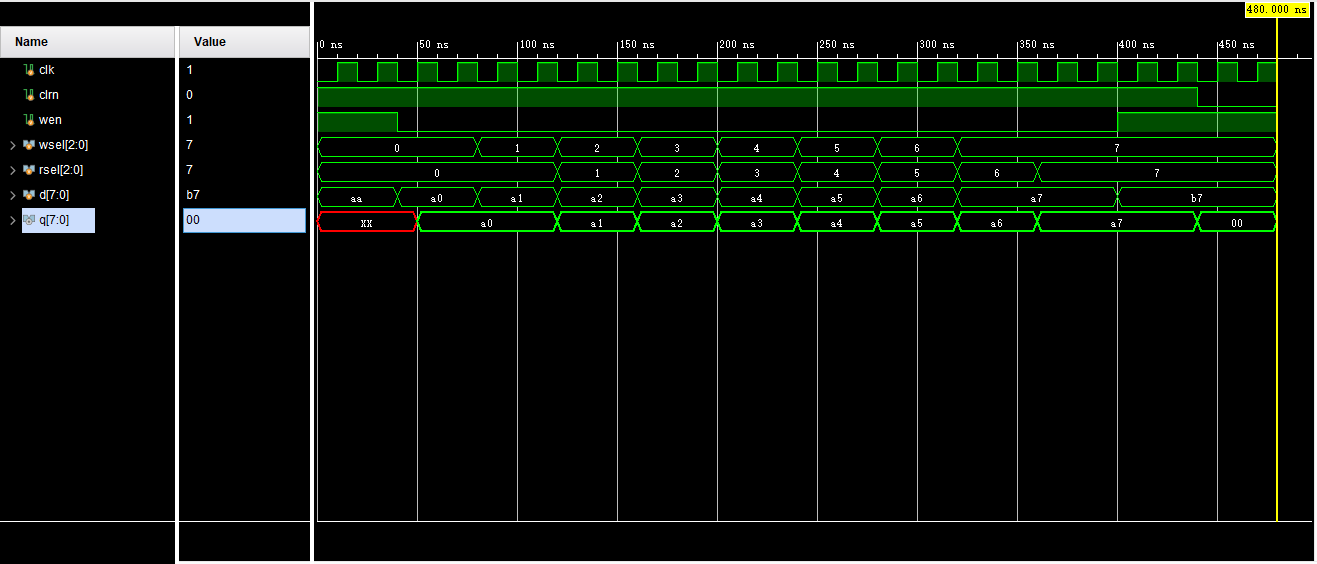 480.000 ns
Name Value
0 ns 50 ns 100 ns 150 ns 200 ns 250 ns 300 ns 350 ns 400 ns 450 ns
clk 1
clrn 0
wen 1
wsel[2:0] 7 0 1 2 3 4 5 6 7
rsel[2:0] 7 0 1 2 3 4 5 6 7
d[7:0] b7 aa a0 a1 a2 a3 a4 a5 a6 a7 b7
q[7:0] 00 XX a0 a1 a2 a3 a4 a5 a6 a7 00